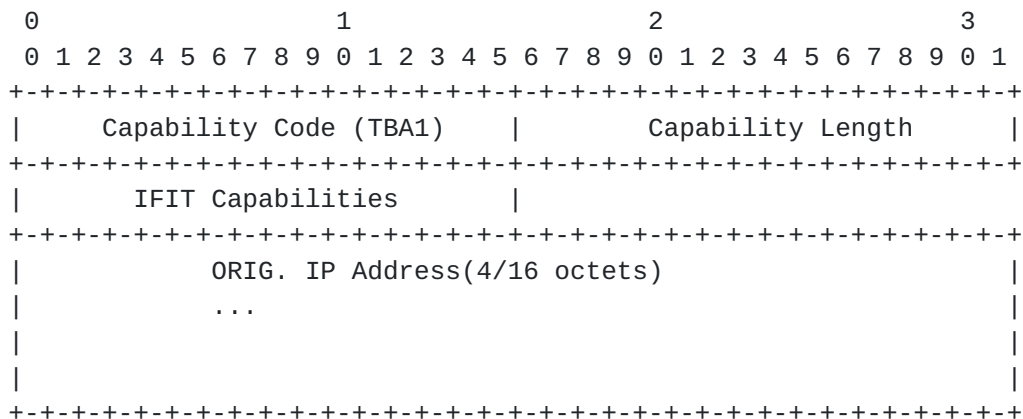 0                   1                   2                   3
 0 1 2 3 4 5 6 7 8 9 0 1 2 3 4 5 6 7 8 9 0 1 2 3 4 5 6 7 8 9 0 1
+-+-+-+-+-+-+-+-+-+-+-+-+-+-+-+-+-+-+-+-+-+-+-+-+-+-+-+-+-+-+-+-+
|     Capability Code (TBA1)    |        Capability Length      |
+-+-+-+-+-+-+-+-+-+-+-+-+-+-+-+-+-+-+-+-+-+-+-+-+-+-+-+-+-+-+-+-+
|       IFIT Capabilities       |
+-+-+-+-+-+-+-+-+-+-+-+-+-+-+-+-+-+-+-+-+-+-+-+-+-+-+-+-+-+-+-+-+
|            ORIG. IP Address(4/16 octets)                      |
|            ...                                                |
|                                                               |
|                                                               |
+-+-+-+-+-+-+-+-+-+-+-+-+-+-+-+-+-+-+-+-+-+-+-+-+-+-+-+-+-+-+-+-+